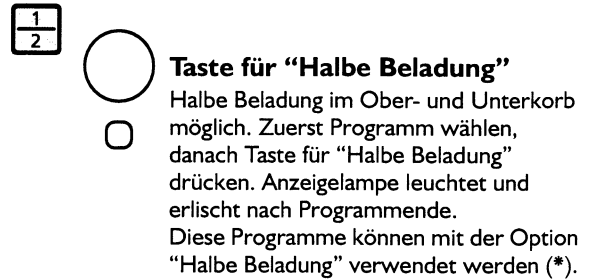 1
2
Taste für “Halbe Beladung”
Halbe Beladung im Ober- und Unterkorb
möglich. Zuerst Programm wählen,
danach Taste für “Halbe Beladung”
drücken. Anzeigelampe leuchtet und
erlischt nach Programmende.
Diese Programme können mit der Option
“Halbe Beladung” verwendet werden (*).